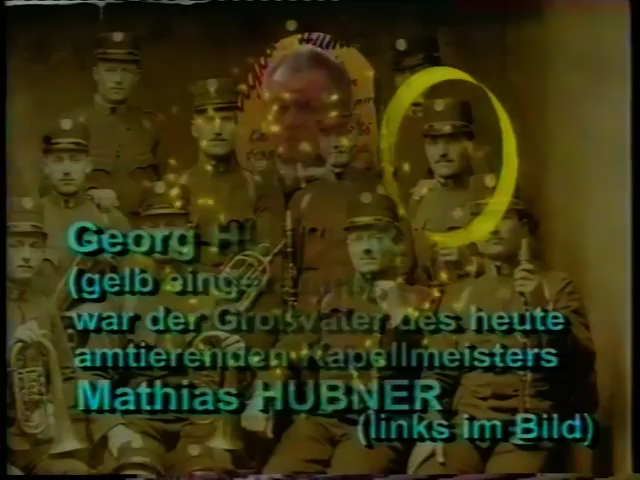 Georg
(gelb
war der Großvater des heute
amtierenden Kapellmeisters
Mathias HUBNER
(links im Bild)